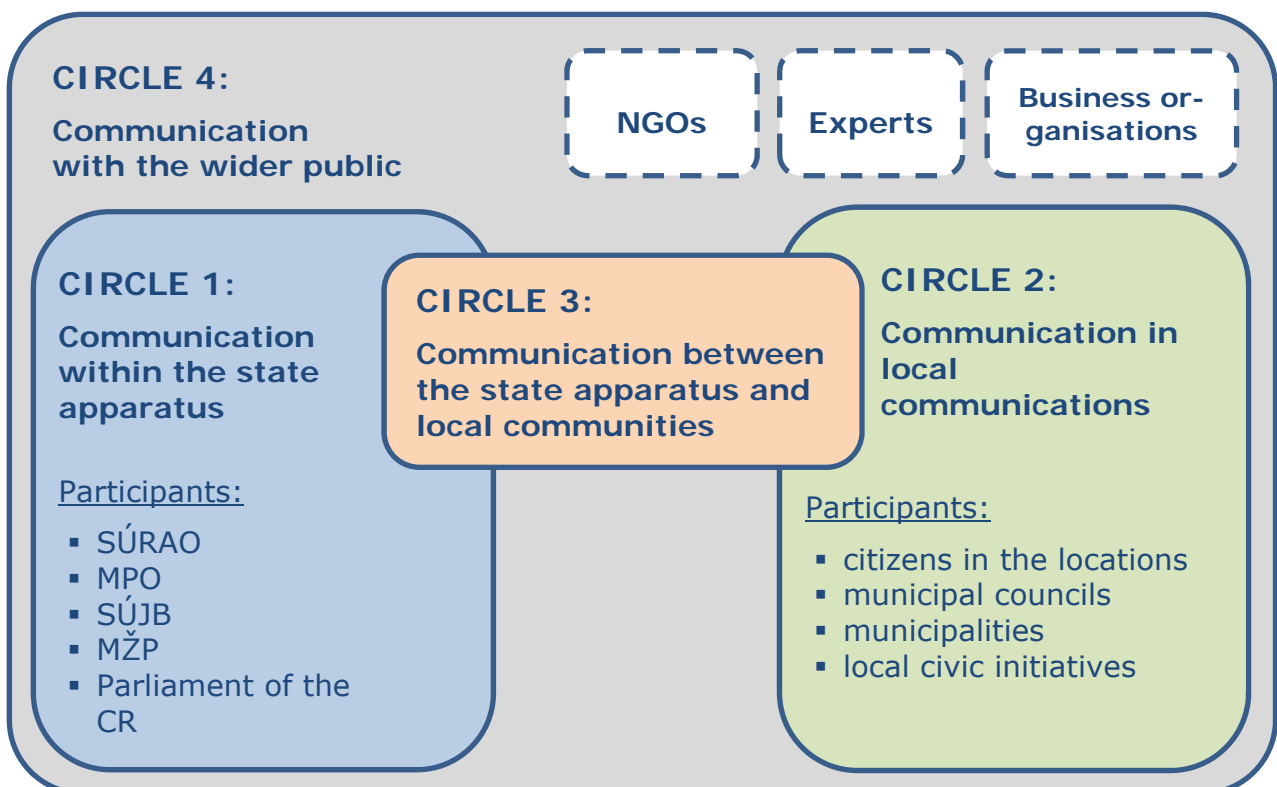 CIRCLE 4:
Communication
with the wider public
NGOs
Experts
Business or-
ganisations
CIRCLE 1:
Communication
within the state
apparatus
Participants:
▪ SÚRAO
▪ MPO
▪ SÚJB
▪ MŽP
▪ Parliament of the
CR
CIRCLE 3:
Communication between
the state apparatus and
local communities
CIRCLE 2:
Communication in
local
communications
Participants:
▪ citizens in the locations
▪ municipal councils
▪ municipalities
▪ local civic initiatives